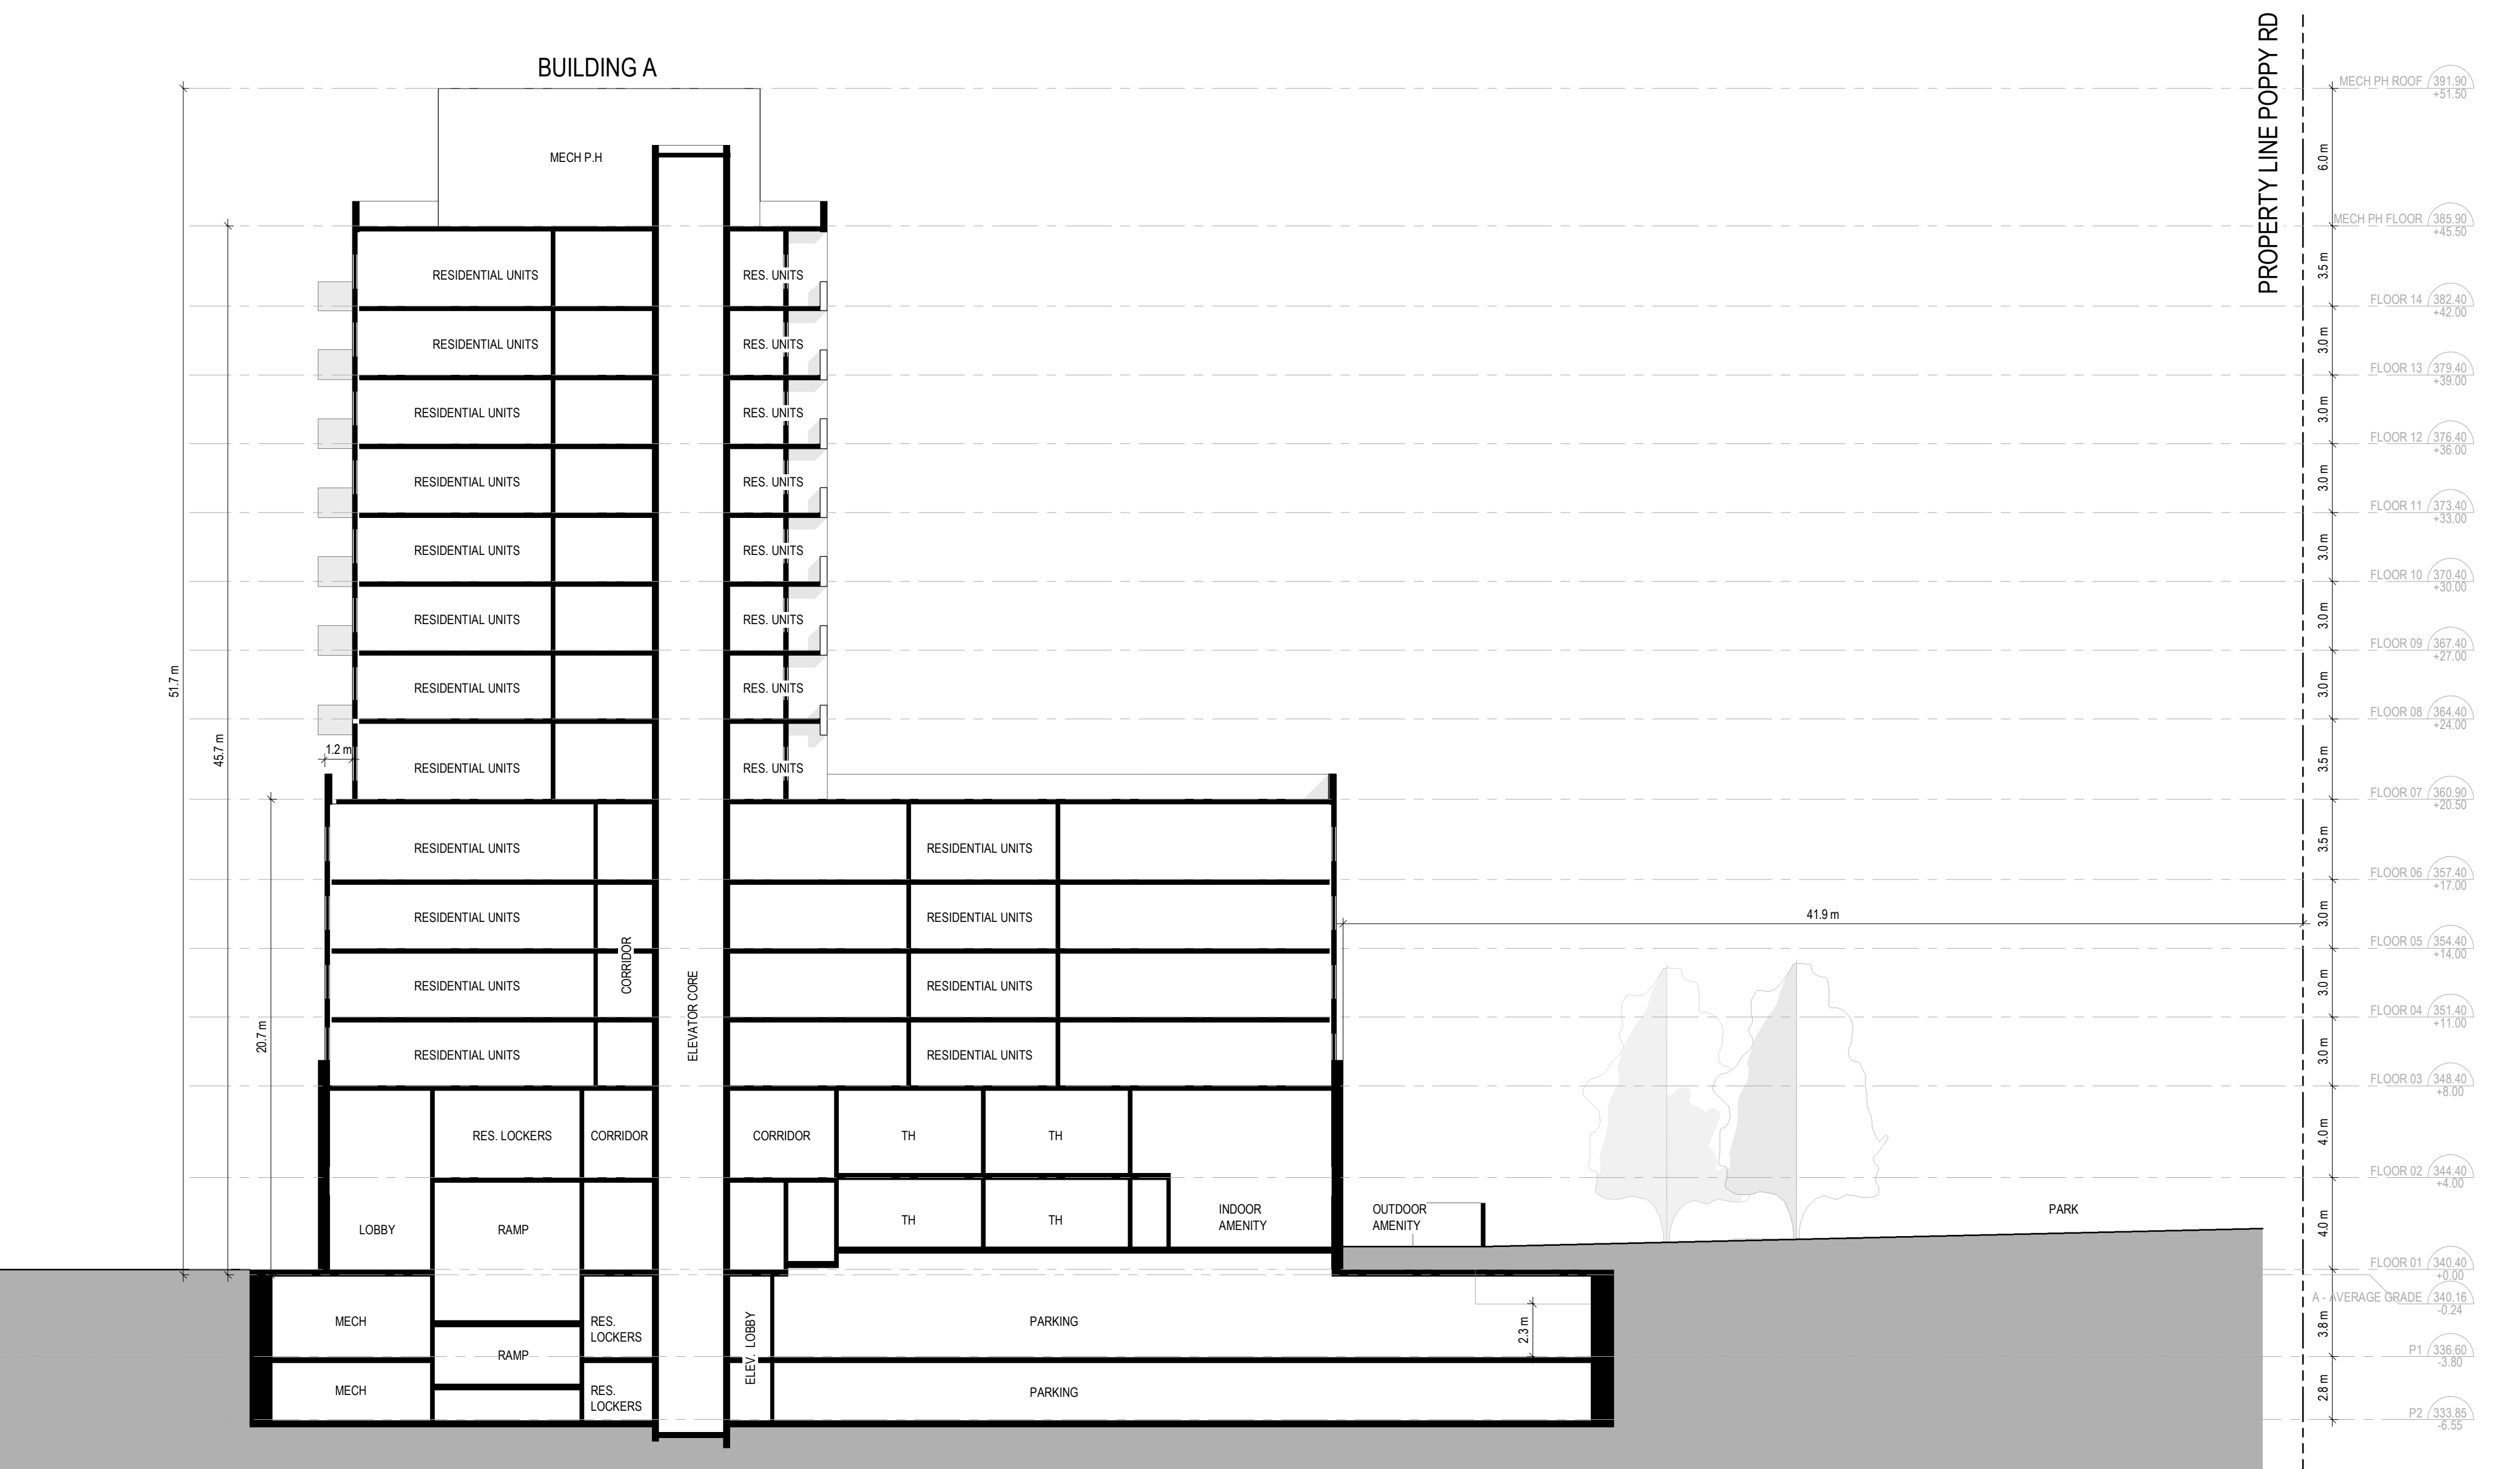 BUILDING A
PROPERTY LINE POPPY RD
MECH PH ROOF 391.90
+51.50
6.0 m
MECH P.H
MECH PH FLOOR 385.90
+45.50
3.5 m
RESIDENTIAL UNITS
RES. UNITS
FLOOR 14 382.40
+42.00
3.0 m
RESIDENTIAL UNITS
RES. UNITS
FLOOR 13 379.40
+39.00
3.0 m
RESIDENTIAL UNITS
RES. UNITS
FLOOR 12 376.40
+36.00
3.0 m
RESIDENTIAL UNITS
RES. UNITS
FLOOR 11 373.40
+33.00
3.0 m
RESIDENTIAL UNITS
RES. UNITS
FLOOR 10 370.40
+30.00
3.0 m
RESIDENTIAL UNITS
RES. UNITS
FLOOR 09 367.40
+27.00
3.0 m
51.7 m
RESIDENTIAL UNITS
RES. UNITS
FLOOR 08 364.40
+24.00
3.5 m
45.7 m
1.2 m
RESIDENTIAL UNITS
RES. UNITS
FLOOR 07 360.90
+20.50
3.5 m
RESIDENTIAL UNITS
RESIDENTIAL UNITS
FLOOR 06 357.40
+17.00
3.0 m
RESIDENTIAL UNITS
RESIDENTIAL UNITS
41.9 m
FLOOR 05 354.40
+14.00
3.0 m
CORRIDOR
ELEVATOR CORE
RESIDENTIAL UNITS
RESIDENTIAL UNITS
FLOOR 04 351.40
+11.00
3.0 m
20.7 m
RESIDENTIAL UNITS
RESIDENTIAL UNITS
FLOOR 03 348.40
+8.00
4.0 m
RES. LOCKERS
CORRIDOR
CORRIDOR
TH
TH
FLOOR 02 344.40
+4.00
4.0 m
LOBBY
RAMP
TH
TH
INDOOR
AMENITY
OUTDOOR
AMENITY
PARK
FLOOR 01 340.40
+0.00
A - AVERAGE GRADE 340.16
-0.24
3.8 m
MECH
RES.
LOCKERS
ELEV. LOBBY
PARKING
2.3 m
RAMP
P1 336.60
-3.80
2.8 m
MECH
RES.
LOCKERS
PARKING
P2 333.85
-6.55